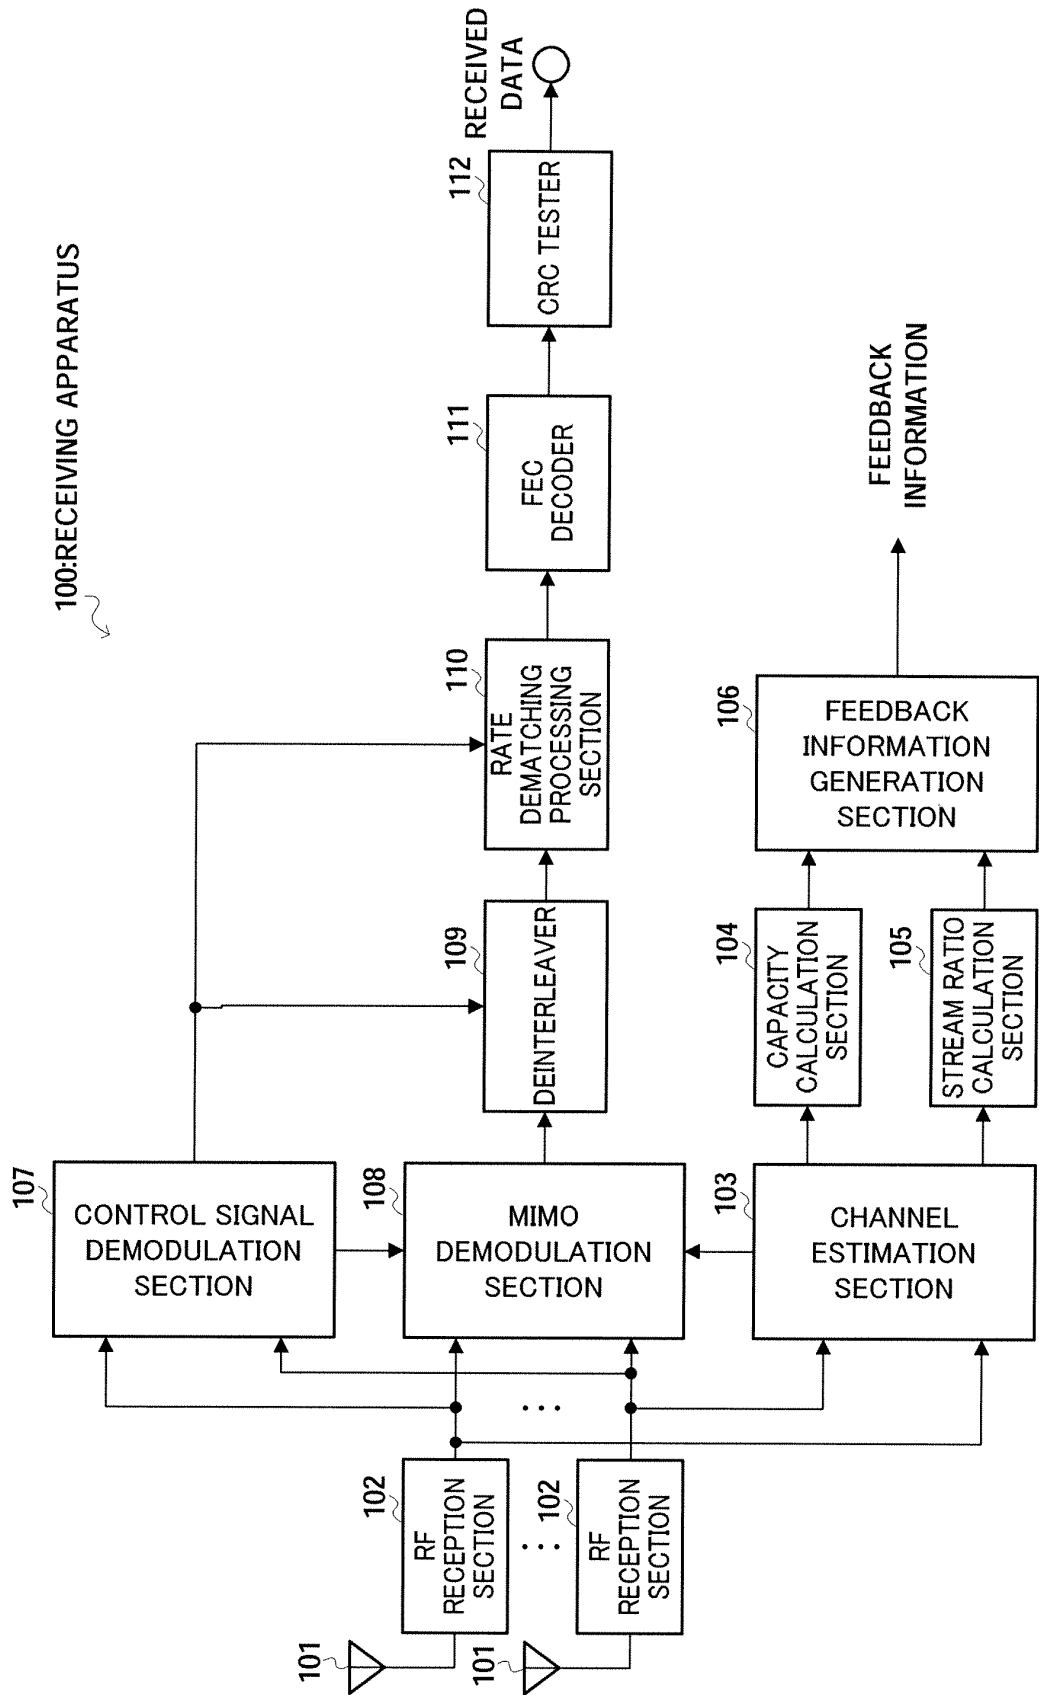 100:RECEIVING APPARATUS
101
101
102
RF
RECEPTION
SECTION
...
102
RF
RECEPTION
SECTION
...
107
CONTROL SIGNAL
DEMODULATION
SECTION
108
MIMO
DEMODULATION
SECTION
103
CHANNEL
ESTIMATION
SECTION
109
DEINTERLEAVER
110
RATE
DEMATCHING
PROCESSING
SECTION
111
FEC
DECODER
112
CRC TESTER
RECEIVED
DATA
104
CAPACITY
CALCULATION
SECTION
105
STREAM RATIO
CALCULATION
SECTION
106
FEEDBACK
INFORMATION
GENERATION
SECTION
FEEDBACK
INFORMATION